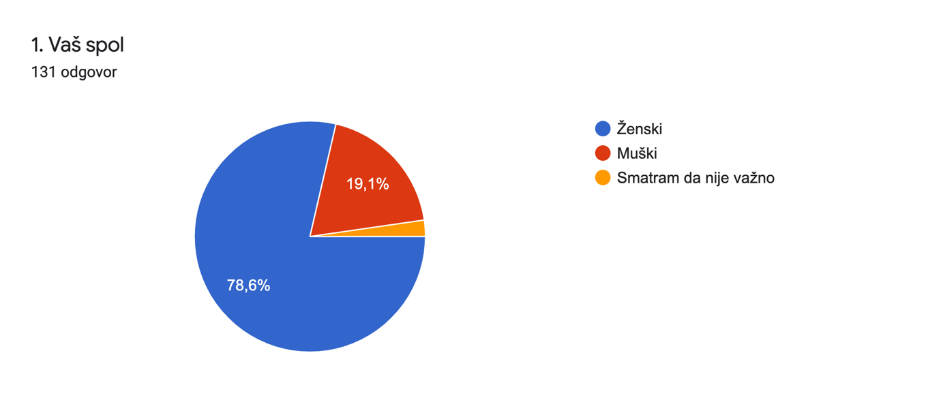 1. Vaš spol
131 odgovor
Ženski
Muški
Smatram da nije važno
19,1%
78,6%